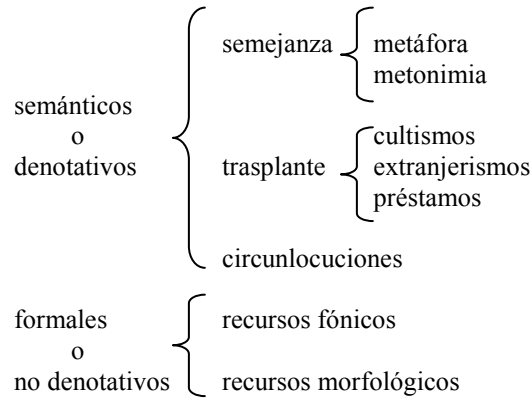 semejanza metáfora
metonimia
semánticos
o
denotativos
trasplante cultismos
extranjerismos
préstamos
circunlocuciones
formales recursos fónicos
o
no denotativos recursos morfológicos